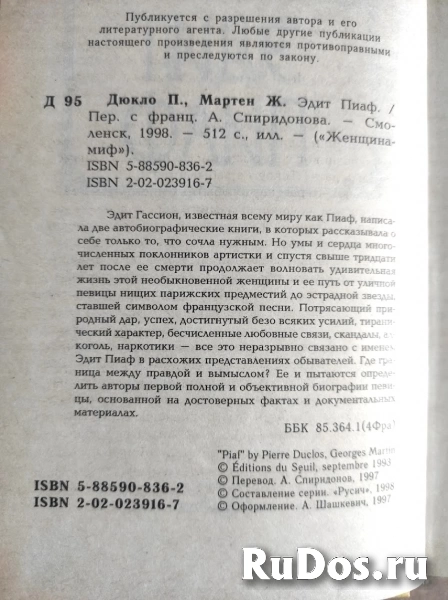 Публикуется с разрешения автора и его
литературного агента. Любые другие публикации
настоящего произведения являются противоправными
и преследуются по закону.
Д 95 Дюкло П., Мартен Ж. Эдит Пиаф. /
Пер. с франц. А. Спиридонова. — Смо-
ленск, 1998. — 512 с., илл. — («Женщина-
миф»).
ISBN 5-88590-836-2
ISBN 2-02-023916-7
Эдит Гассион, известная всему миру как Пиаф, написа-
ла две автобиографические книги, в которых рассказывала о
себе только то, что сочла нужным. Но умы и сердца много-
численных поклонников артистки и спустя свыше тридцати
лет после ее смерти продолжает волновать удивительная
жизнь этой необыкновенной женщины и ее путь от уличной
певицы нищих парижских предместий до эстрадной звезды,
ставшей символом французской песни. Потрясающий при-
родный дар, успех, достигнутый безо всяких усилий, тирани-
ческий характер, бесчисленные любовные связи, скандалы, ал-
коголь, наркотики — все это неразрывно связано с именем
Эдит Пиаф в расхожих представлениях обывателей. Где гра-
ница между правдой и вымыслом? Ее и пытаются опреде-
лить авторы первой полной и объективной биографии певи-
цы, основанной на достоверных фактах и документальных
материалах.
ББК 85.364.1(4Фра)
"Piaf" by Pierre Duclos, Georges Martin
© Éditions du Seuil, septembre 1993
© Перевод. А. Спиридонов, 1997
© Составление серии. «Русич», 1998
© Оформление. А. Шашкевич, 1997
ISBN 5-88590-836-2
ISBN 2-02-023916-7
RuDos.Ru